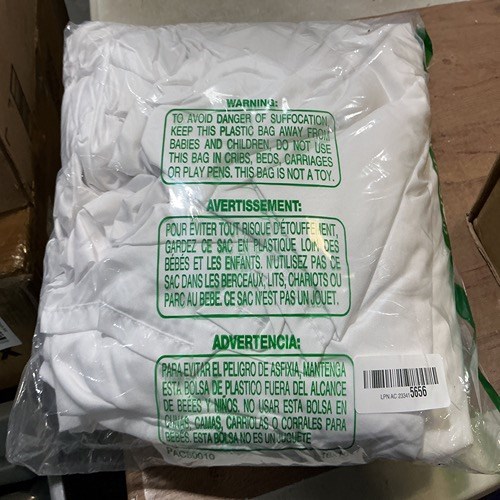 WARNING:
TO AVOID DANGER OF SUFFOCATION
KEEP THIS PLASTIC BAG AWAY FROM
BABIES AND CHILDREN, DO NOT USE
THIS BAG IN CRIBS, BEDS, CARRIAGES
OR PLAY PENS. THIS BAG IS NOT A TOY.
AVERTISSEMENT:
POUR ÉVITER TOUT RISQUE D'ÉTOUFFEMENT,
GARDEZ CE SAC EN PLASTIQUE LOIN DES
BÉBÉS ET LES ENFANTS. N'UTILISEZ PAS CE
SAC DANS LES BERCEAUX, LITS, CHARIOTS OU
PARC AU BEBE. CE SAC N'EST PAS UN JOUET.
ADVERTENCIA:
PARA EVITAR EL PELIGRO DE ASFIXIA, MANTENGA
ESTA BOLSA DE PLASTICO FUERA DEL ALCANCE
DE BEBES Y NIÑOS, NO USAR ESTA BOLSA EN
CUNAS, CAMAS, CARRIOLAS O CORRALES PARA
BEBES. ESTA BOLSA NO ES UN JUGUETE
LPN AC 23341 5656